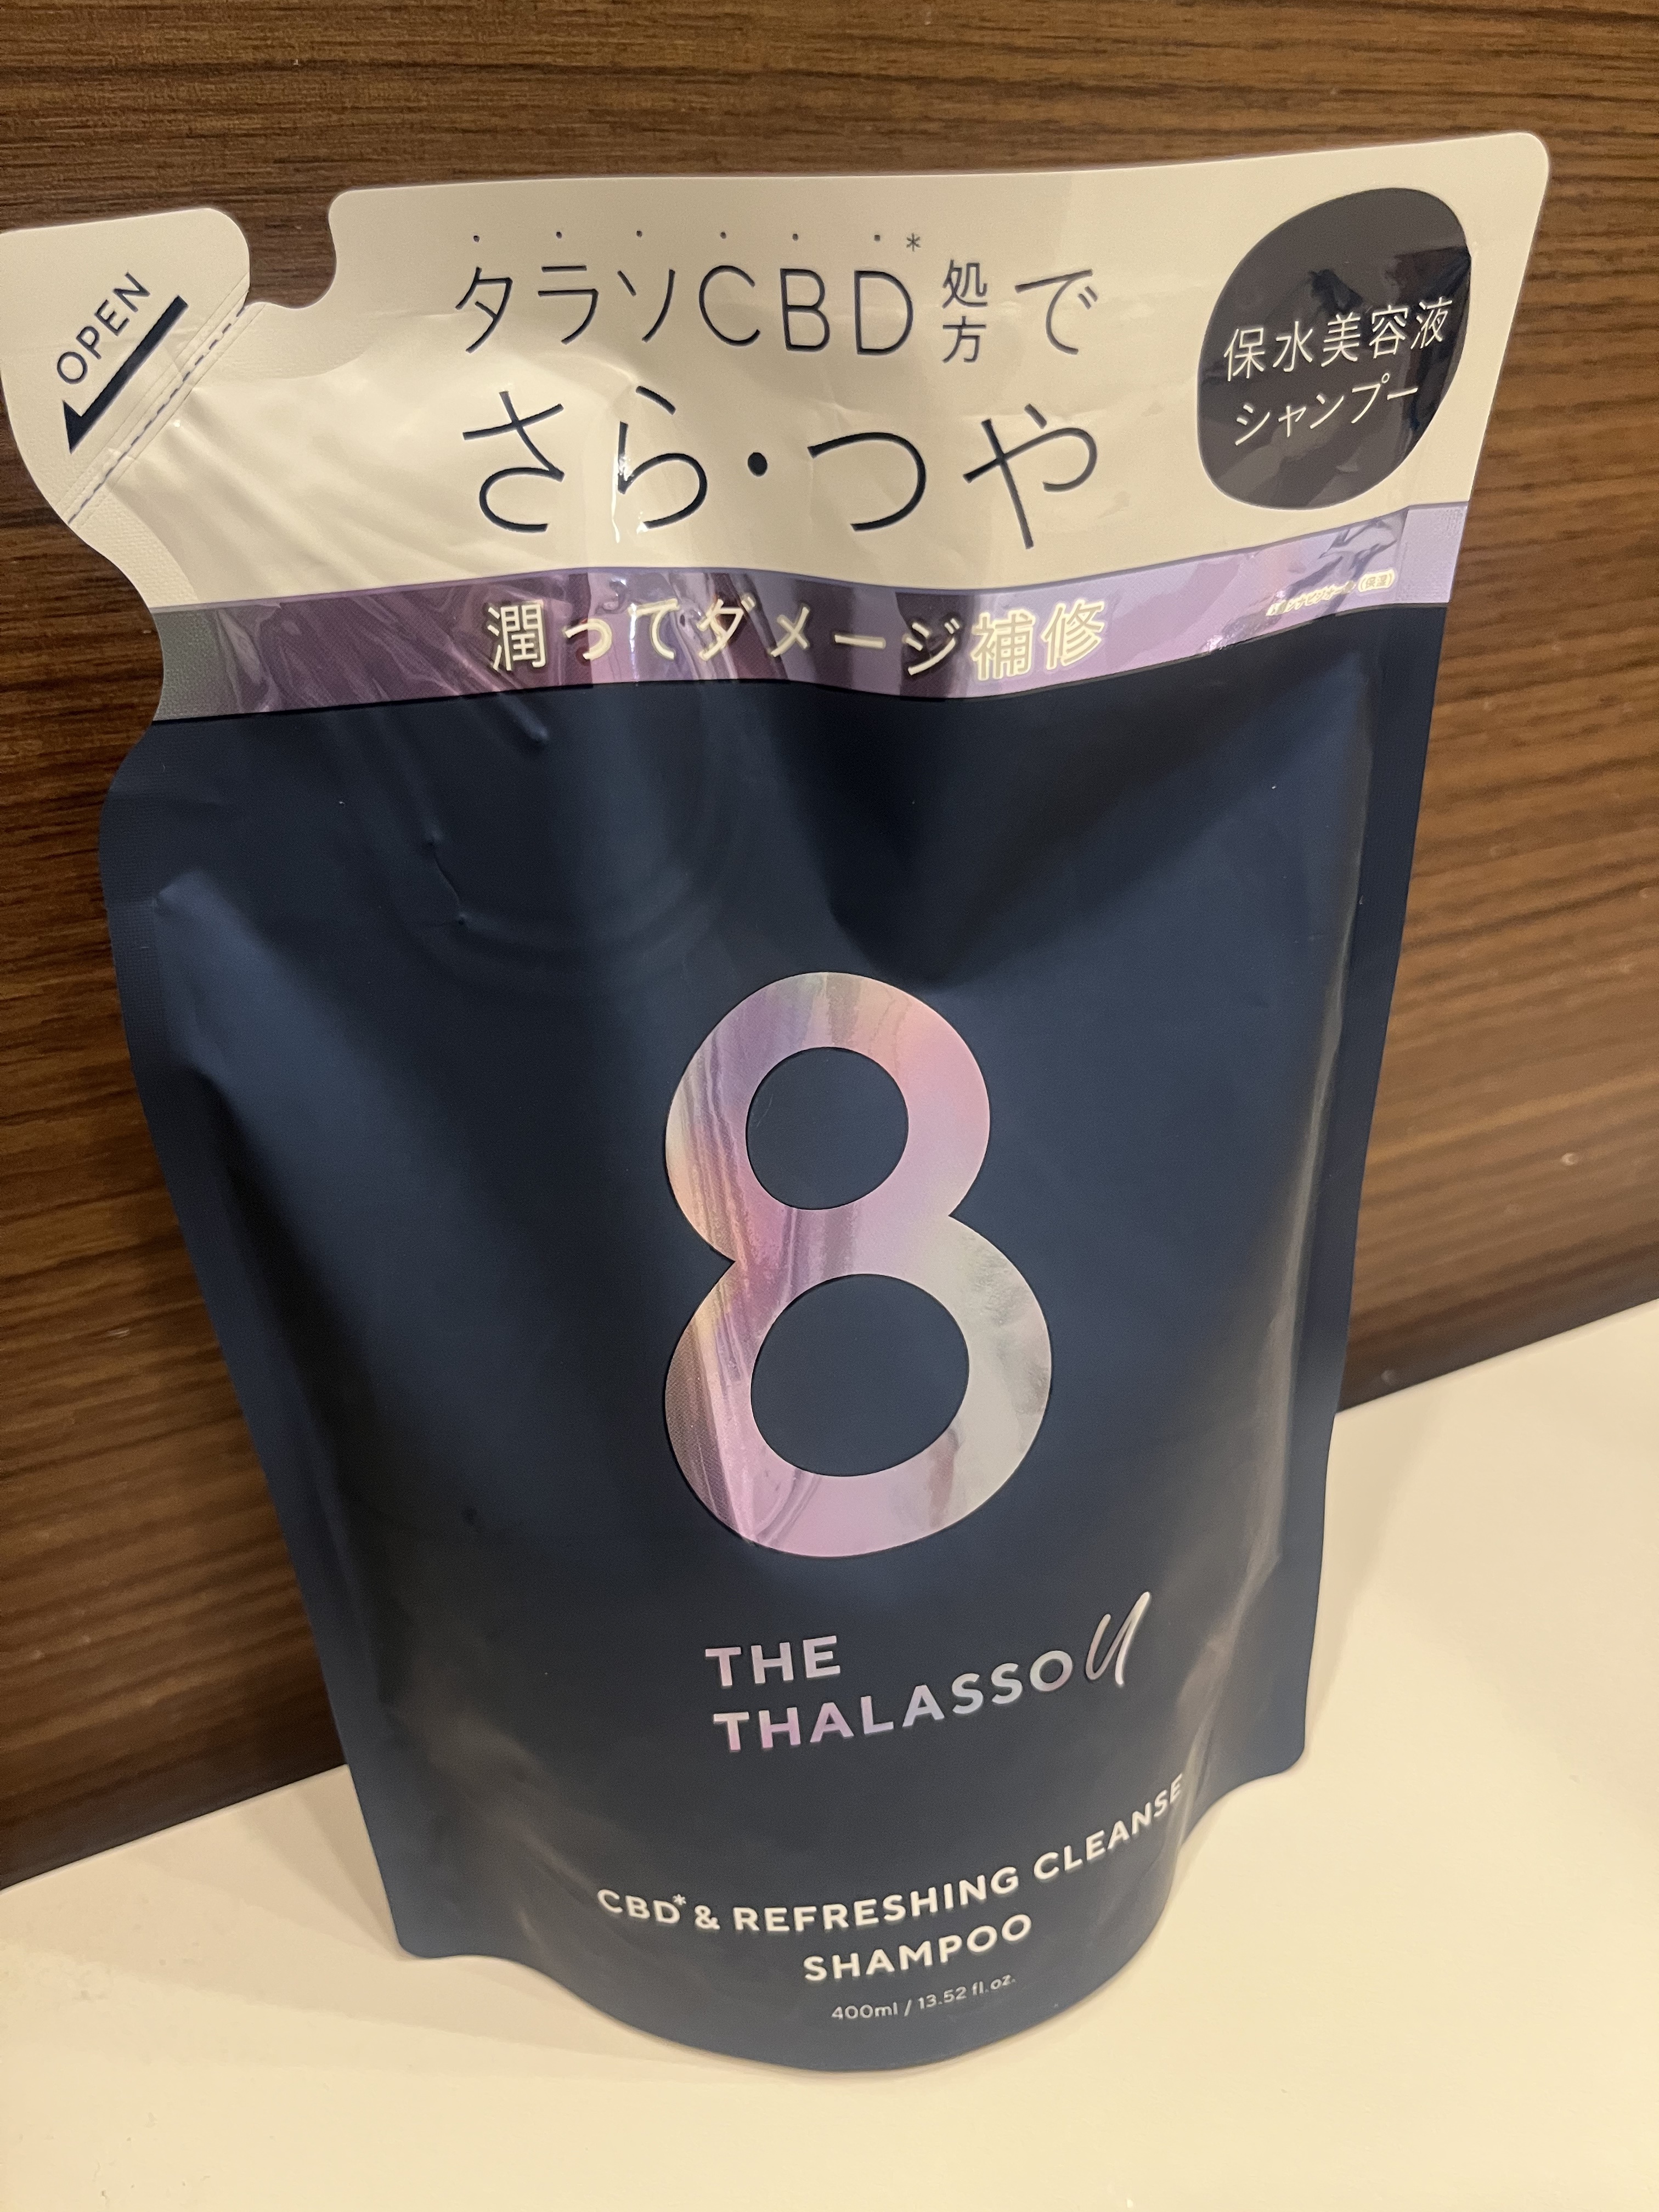 OPEN
タラソCBD*処方で
さら・つや
保水美容液
シャンプー
潤ってダメージ補修
(保湿)
8
THE
THALASSO u
CBD* & REFRESHING CLEANSE
SHAMPOO
400ml / 13.52 fl.oz.